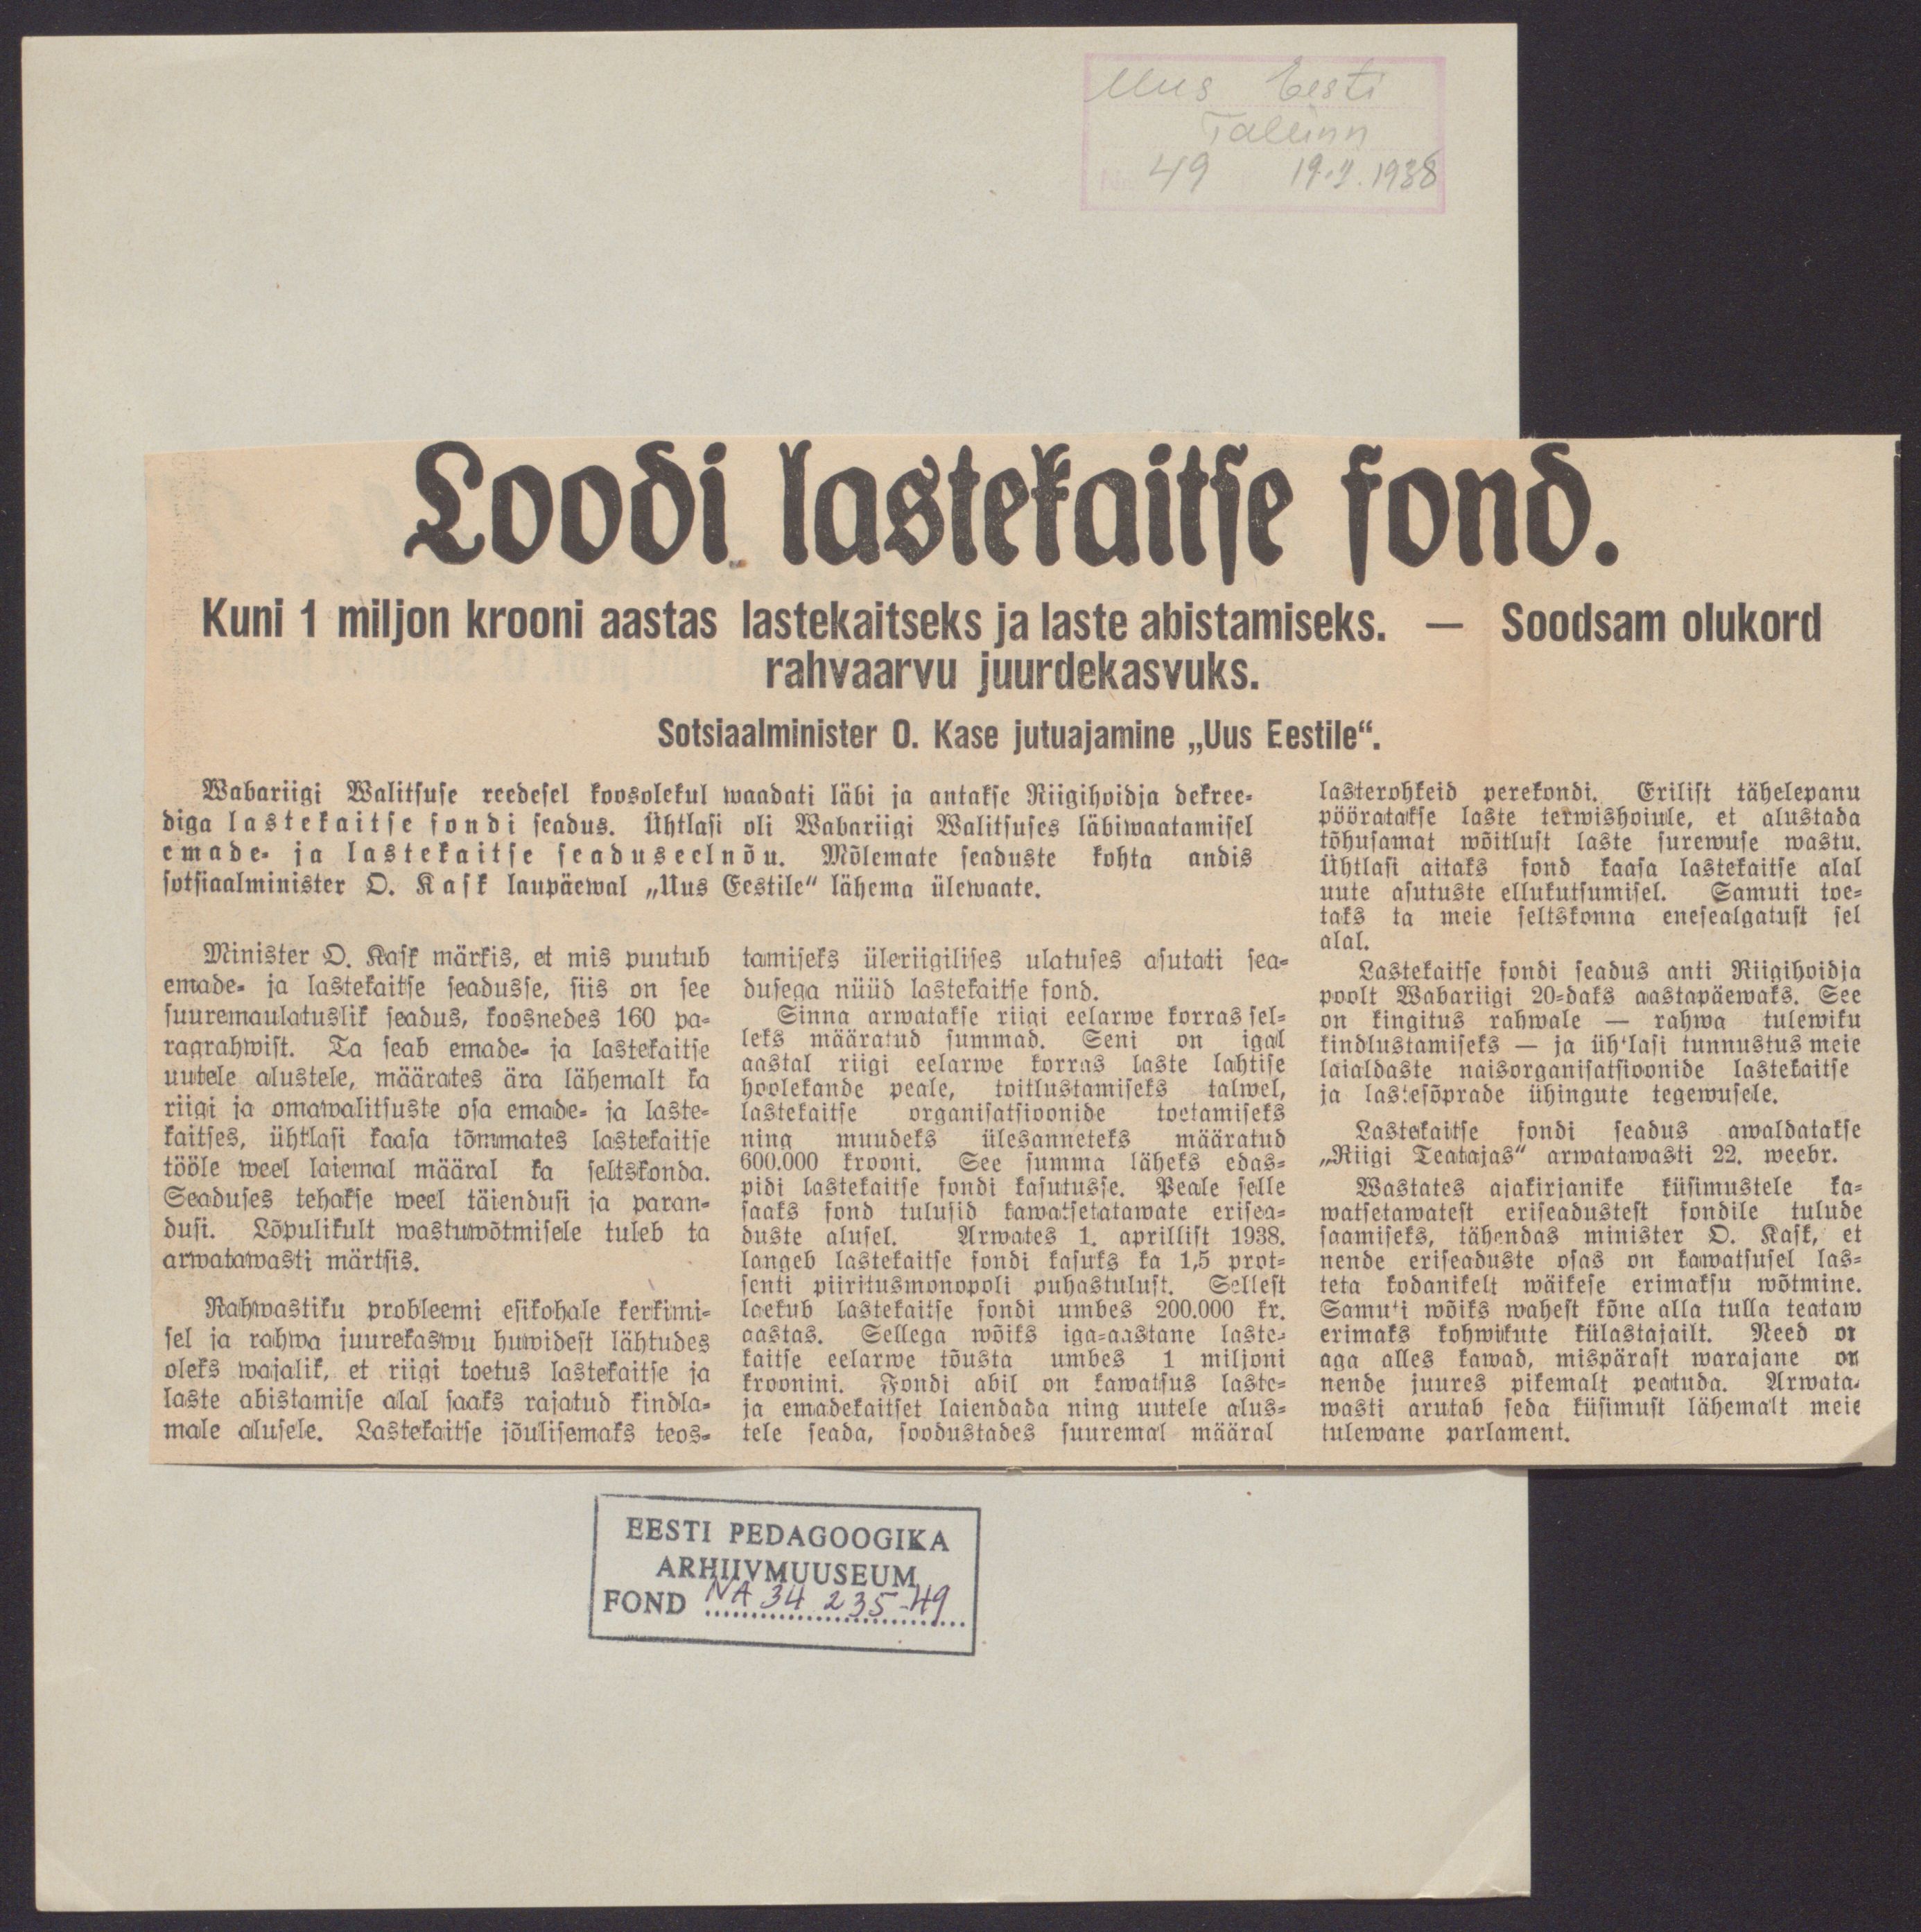 Uus Eesti
Tallinn
49 19.II.1938
Loodi lastekaitse fond.
Kuni 1 miljon krooni aastas lastekaitseks ja laste abistamiseks. — Soodsam olukord
rahvaarvu juurdekasvuks.
Sotsiaalminister O. Kase jutuajamine „Uus Eestile“.
Wabariigi Walitsuse reedesel koosolekul waadati läbi ja antakse Riigihoidja dekree-
diga lastekaitse fondi seadus. Ühtlasi oli Wabariigi Walitsuses läbiwaatamisel
emade- ja lastekaitse seaduseelnõu. Mõlemate seaduste kohta andis
sotsiaalminister O. Kask laupäewal „Uus Eestile“ lähema ülewaate.
Minister O. Kask märkis, et mis puutub
emade- ja lastekaitse seadusse, siis on see
suuremaulatuslik seadus, koosnedes 160 pa-
ragrahwist. Ta seab emade- ja lastekaitse
uutele alustele, määrates ära lähemalt ka
riigi ja omawalitsuste osa emade- ja laste-
kaitses, ühtlasi kaasa tõmmates lastekaitse
tööle weel laiemal määral ka seltskonda.
Seaduses tehakse weel täiendusi ja paran-
dusi. Lõpulikult wastuwõtmisele tuleb ta
arwatawasti märtsis.
Rahwastiku probleemi esikohale kerkimi-
sel ja rahwa juurekaswu huwidest lähtudes
oleks wajalik, et riigi toetus lastekaitse ja
laste abistamise alal saaks rajatud kindla-
male alusele. Lastekaitse jõulisemaks teos-
tamiseks üleriigilises ulatuses asutati sea-
dusega nüüd lastekaitse fond.
Sinna arwatakse riigi eelarwe korras sel-
leks määratud summad. Seni on igal
aastal riigi eelarwe korras laste lahtise
hoolekande peale, toitlustamiseks talwel,
lastekaitse organisatsioonide toetamiseks
ning muudeks ülesanneteks määratud
600.000 krooni. See summa läheks edas-
pidi lastekaitse fondi kasutusse. Peale selle
saaks fond tulusid kawatsetatawate erisea-
duste alusel. Arwates 1. aprillist 1938.
langeb lastekaitse fondi kasuks ka 1,5 prot-
senti piiritusmonopoli puhastulust. Sellest
laekub lastekaitse fondi umbes 200.000 kr.
aastas. Sellega wõiks iga-aastane laste-
kaitse eelarwe tõusta umbes 1 miljoni
kroonini. Fondi abil on kawatsus laste-
ja emadekaitset laiendada ning uutele alus-
tele seada, soodustades suuremal määral
lasterohkeid perekondi. Erilist tähelepanu
pööratakse laste terwishoiule, et alustada
tõhusamat wõitlust laste surewuse wastu.
Ühtlasi aitaks fond kaasa lastekaitse alal
uute asutuste ellukutsumisel. Samuti toe-
taks ta meie seltskonna enesealgatust sel
alal.
Lastekaitse fondi seadus anti Riigihoidja
poolt Wabariigi 20-daks aastapäewaks. See
on kingitus rahwale — rahwa tulewiku
kindlustamiseks — ja ühtlasi tunnustus meie
laialdaste naisorganisatsioonide lastekaitse
ja lastesõprade ühingute tegewusele.
Lastekaitse fondi seadus awaldatakse
„Riigi Teatajas“ arwatawasti 22. weebr.
Wastates ajakirjanike küsimustele ka-
watsetawatest eriseadustest fondile tulude
saamiseks, tähendas minister O. Kask, et
nende eriseaduste osas on kawatsusel las-
teta kodanikelt wäikese erimaksu wõtmine.
Samuti wõiks wahest kõne alla tulla teataw
erimaks kohwikute külastajailt. Need on
aga alles kawad, mispärast warajane on
nende juures pikemalt peatuda. Arwata-
wasti arutab seda küsimust lähemalt meie
tulewane parlament.
EESTI PEDAGOOGIKA
ARHIIVMUUSEUM
FOND NA 34 235-49